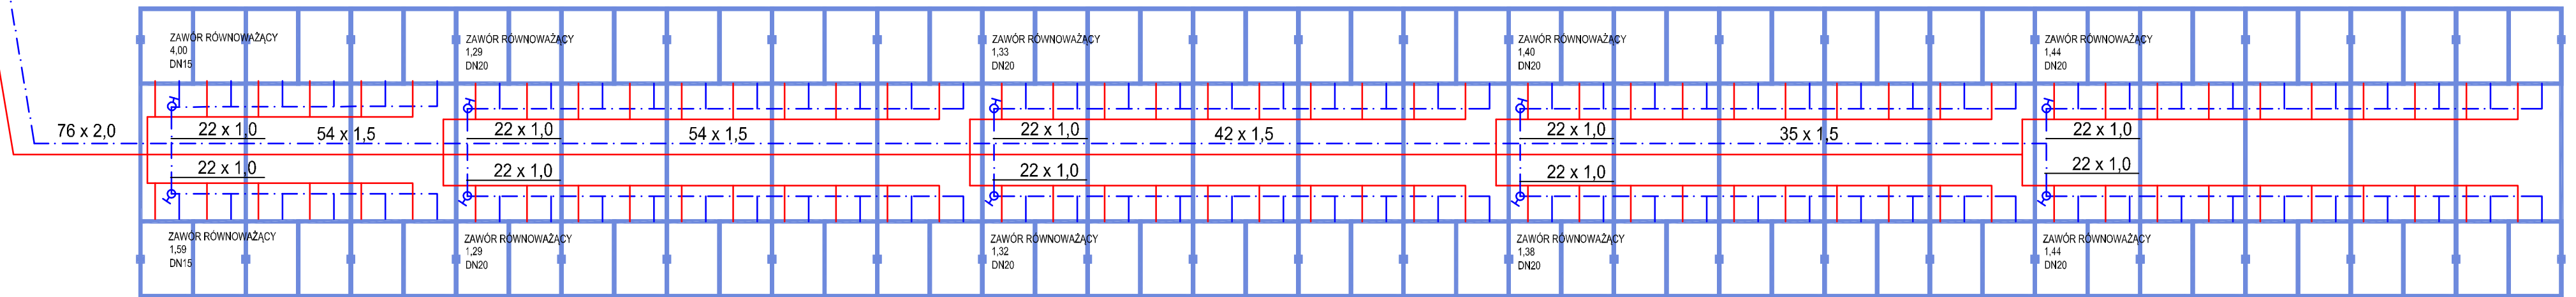 ZAWÓR RÓWNOWAŻĄCY
4,00
DN15
ZAWÓR RÓWNOWAŻĄCY
1,29
DN20
ZAWÓR RÓWNOWAŻĄCY
1,33
DN20
ZAWÓR RÓWNOWAŻĄCY
1,40
DN20
ZAWÓR RÓWNOWAŻĄCY
1,44
DN20
76 x 2,0
22 x 1,0
54 x 1,5
22 x 1,0
54 x 1,5
22 x 1,0
42 x 1,5
22 x 1,0
35 x 1,5
22 x 1,0
22 x 1,0
22 x 1,0
22 x 1,0
22 x 1,0
22 x 1,0
ZAWÓR RÓWNOWAŻĄCY
1,59
DN15
ZAWÓR RÓWNOWAŻĄCY
1,29
DN20
ZAWÓR RÓWNOWAŻĄCY
1,32
DN20
ZAWÓR RÓWNOWAŻĄCY
1,38
DN20
ZAWÓR RÓWNOWAŻĄCY
1,44
DN20